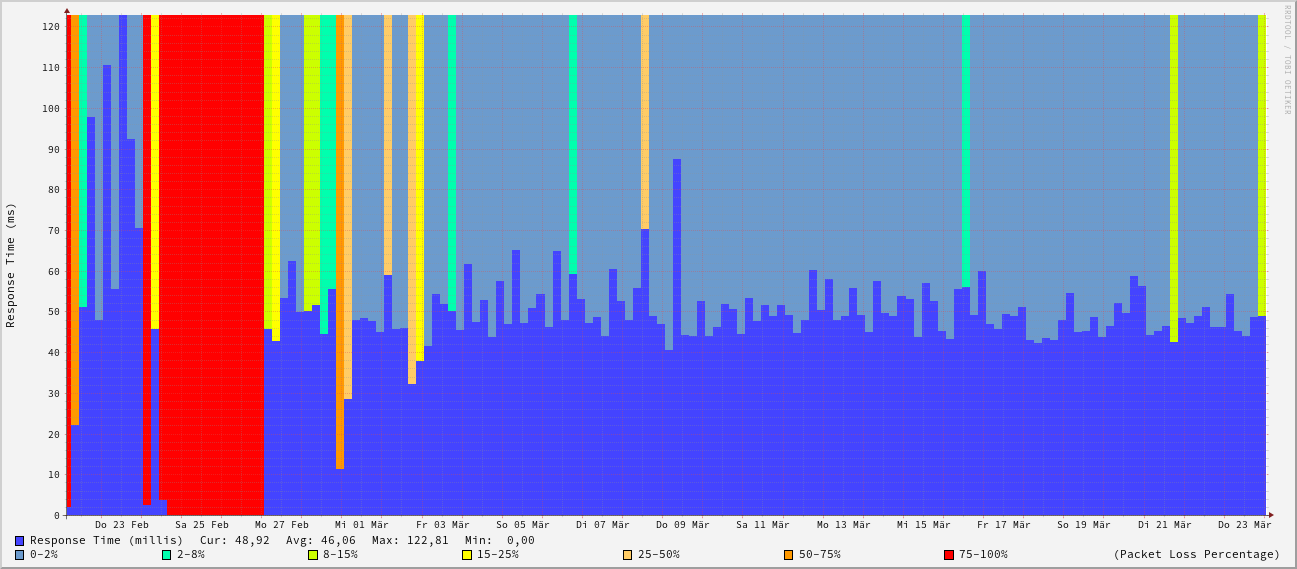 RRDTOOL / TOBI OETIKER
Response Time (ms)
120
110
100
90
80
70
60
50
40
30
20
10
0
Do 23 Feb Sa 25 Feb Mo 27 Feb Mi 01 Mär Fr 03 Mär So 05 Mär Di 07 Mär Do 09 Mär Sa 11 Mär Mo 13 Mär Mi 15 Mär Fr 17 Mär So 19 Mär Di 21 Mär Do 23 Mär
Response Time (millis) Cur: 48,92 Avg: 46,06 Max: 122,81 Min: 0,00
0-2% 2-8% 8-15% 15-25% 25-50% 50-75% 75-100% (Packet Loss Percentage)